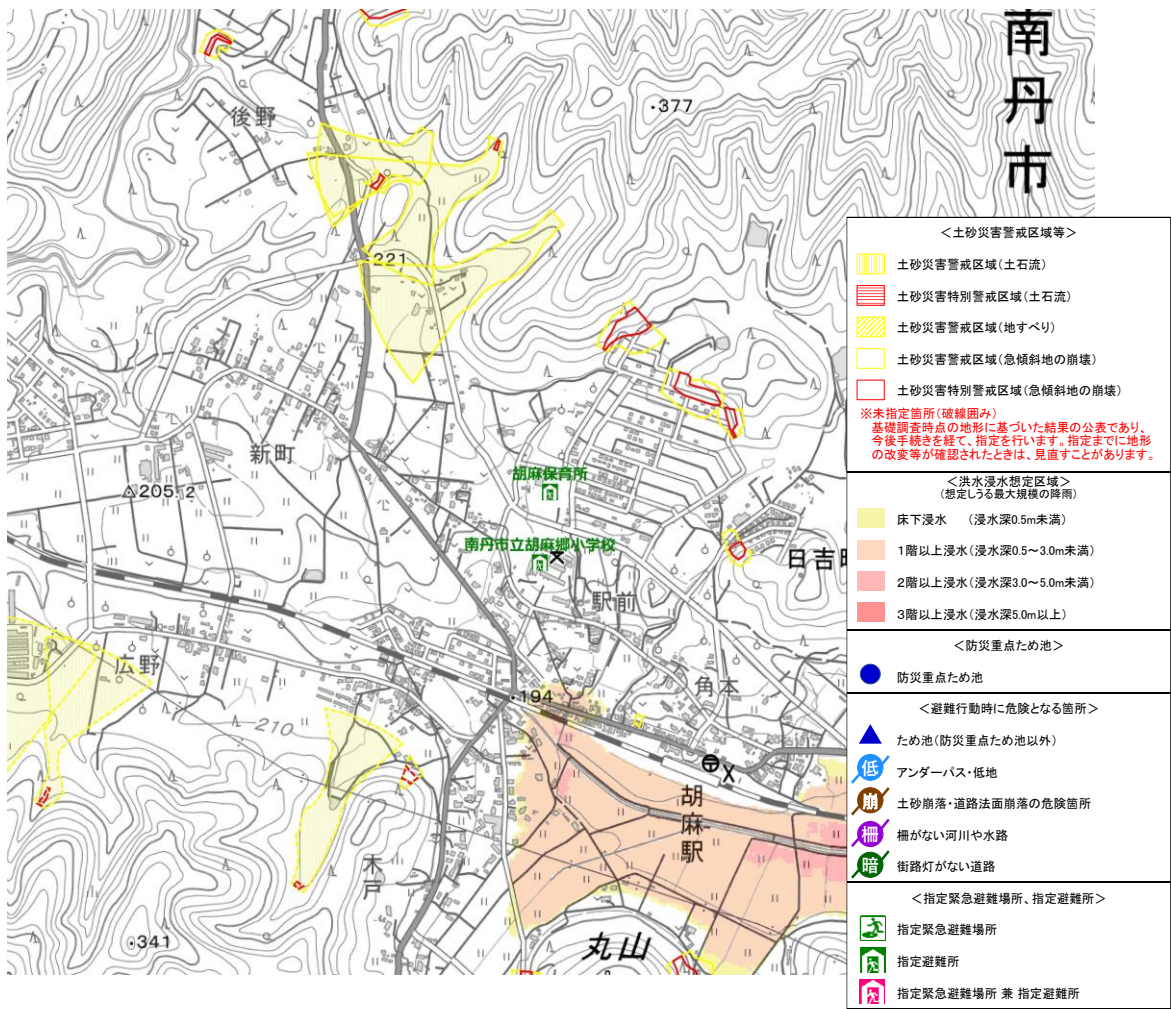 南丹市
・377
後野
221
新町
△205.2
胡麻保育所
南丹市立胡麻郷小学校
日吉町
駅前
広野
・194
角本
210
胡麻駅
木戸
・341
丸山
＜土砂災害警戒区域等＞
土砂災害警戒区域（土石流）
土砂災害特別警戒区域（土石流）
土砂災害警戒区域（地すべり）
土砂災害警戒区域（急傾斜地の崩壊）
土砂災害特別警戒区域（急傾斜地の崩壊）
※未指定箇所（破線囲み）
基礎調査時点の地形に基づいた結果の公表であり、
今後手続きを経て、指定を行います。指定までに地形
の改変等が確認されたときは、見直すことがあります。
＜洪水浸水想定区域＞
（想定しうる最大規模の降雨）
床下浸水　（浸水深0.5m未満）
1階以上浸水（浸水深0.5～3.0m未満）
2階以上浸水（浸水深3.0～5.0m未満）
3階以上浸水（浸水深5.0m以上）
＜防災重点ため池＞
防災重点ため池
＜避難行動時に危険となる箇所＞
ため池（防災重点ため池以外）
低 アンダーパス・低地
崩 土砂崩落・道路法面崩落の危険箇所
柵 柵がない河川や水路
暗 街路灯がない道路
＜指定緊急避難場所、指定避難所＞
指定緊急避難場所
指定避難所
指定緊急避難場所 兼 指定避難所